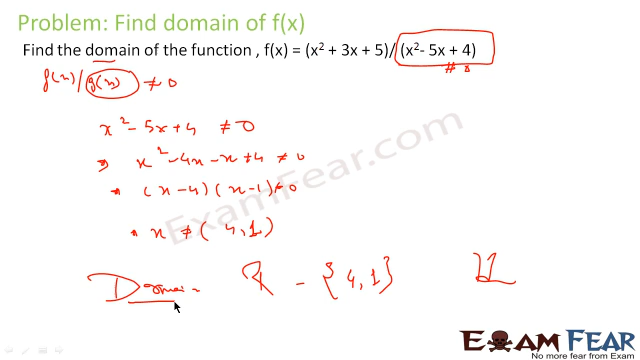 Problem: Find domain of f(x)
Find the domain of the function , f(x) = (x² + 3x + 5)/ (x² - 5x + 4)
≠ 0
f(x)/g(x) ≠ 0
x² - 5x + 4 ≠ 0
⇒ x² - 4x - x + 4 ≠ 0
⇒ (x - 4) (x - 1) ≠ 0
x ≠ (4, 1)
Domain = R - {4, 1}
ExamFear.com
EXAMFEAR
No more fear from Exam